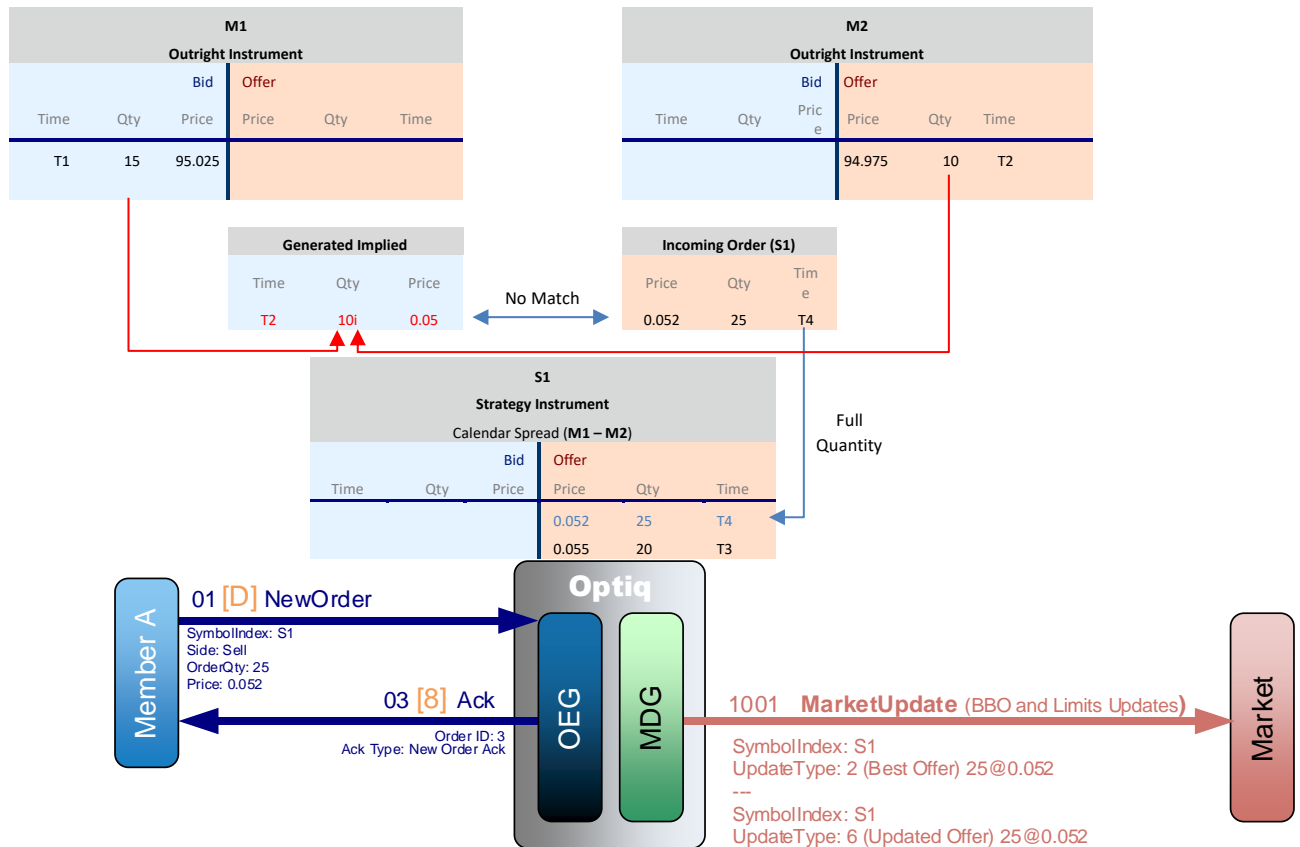 M1
Outright Instrument
Bid Offer
Time Qty Price Price Qty Time
T1 15 95.025
M2
Outright Instrument
Bid Offer
Time Qty Pric
e Price Qty Time
94.975 10 T2
Generated Implied
Time Qty Price
T2 10i 0.05
No Match
Incoming Order (S1)
Price Qty Tim
e
0.052 25 T4
Full
Quantity
S1
Strategy Instrument
Calendar Spread (M1 – M2)
Bid Offer
Time Qty Price Price Qty Time
0.052 25 T4
0.055 20 T3
Member A
01 [D] NewOrder
SymbolIndex: S1
Side: Sell
OrderQty: 25
Price: 0.052
03 [8] Ack
Order ID: 3
Ack Type: New Order Ack
Optiq
OEG
MDG
1001 MarketUpdate (BBO and Limits Updates)
SymbolIndex: S1
UpdateType: 2 (Best Offer) 25@0.052
---
SymbolIndex: S1
UpdateType: 6 (Updated Offer) 25@0.052
Market